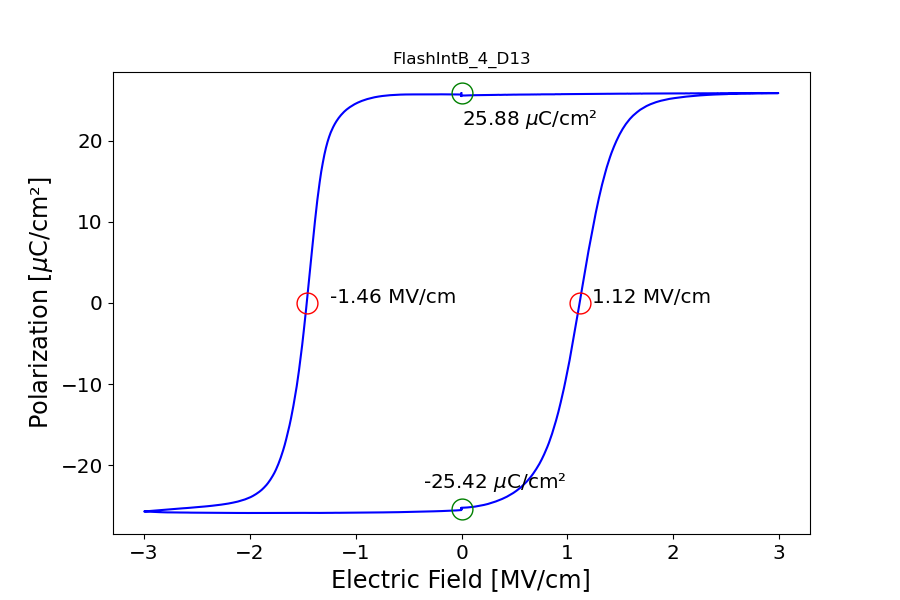 FlashIntB_4_D13
Polarization [μC/cm²]
20
10
0
−10
−20
25.88 μC/cm²
-1.46 MV/cm
1.12 MV/cm
-25.42 μC/cm²
−3
−2
−1
0
1
2
3
Electric Field [MV/cm]